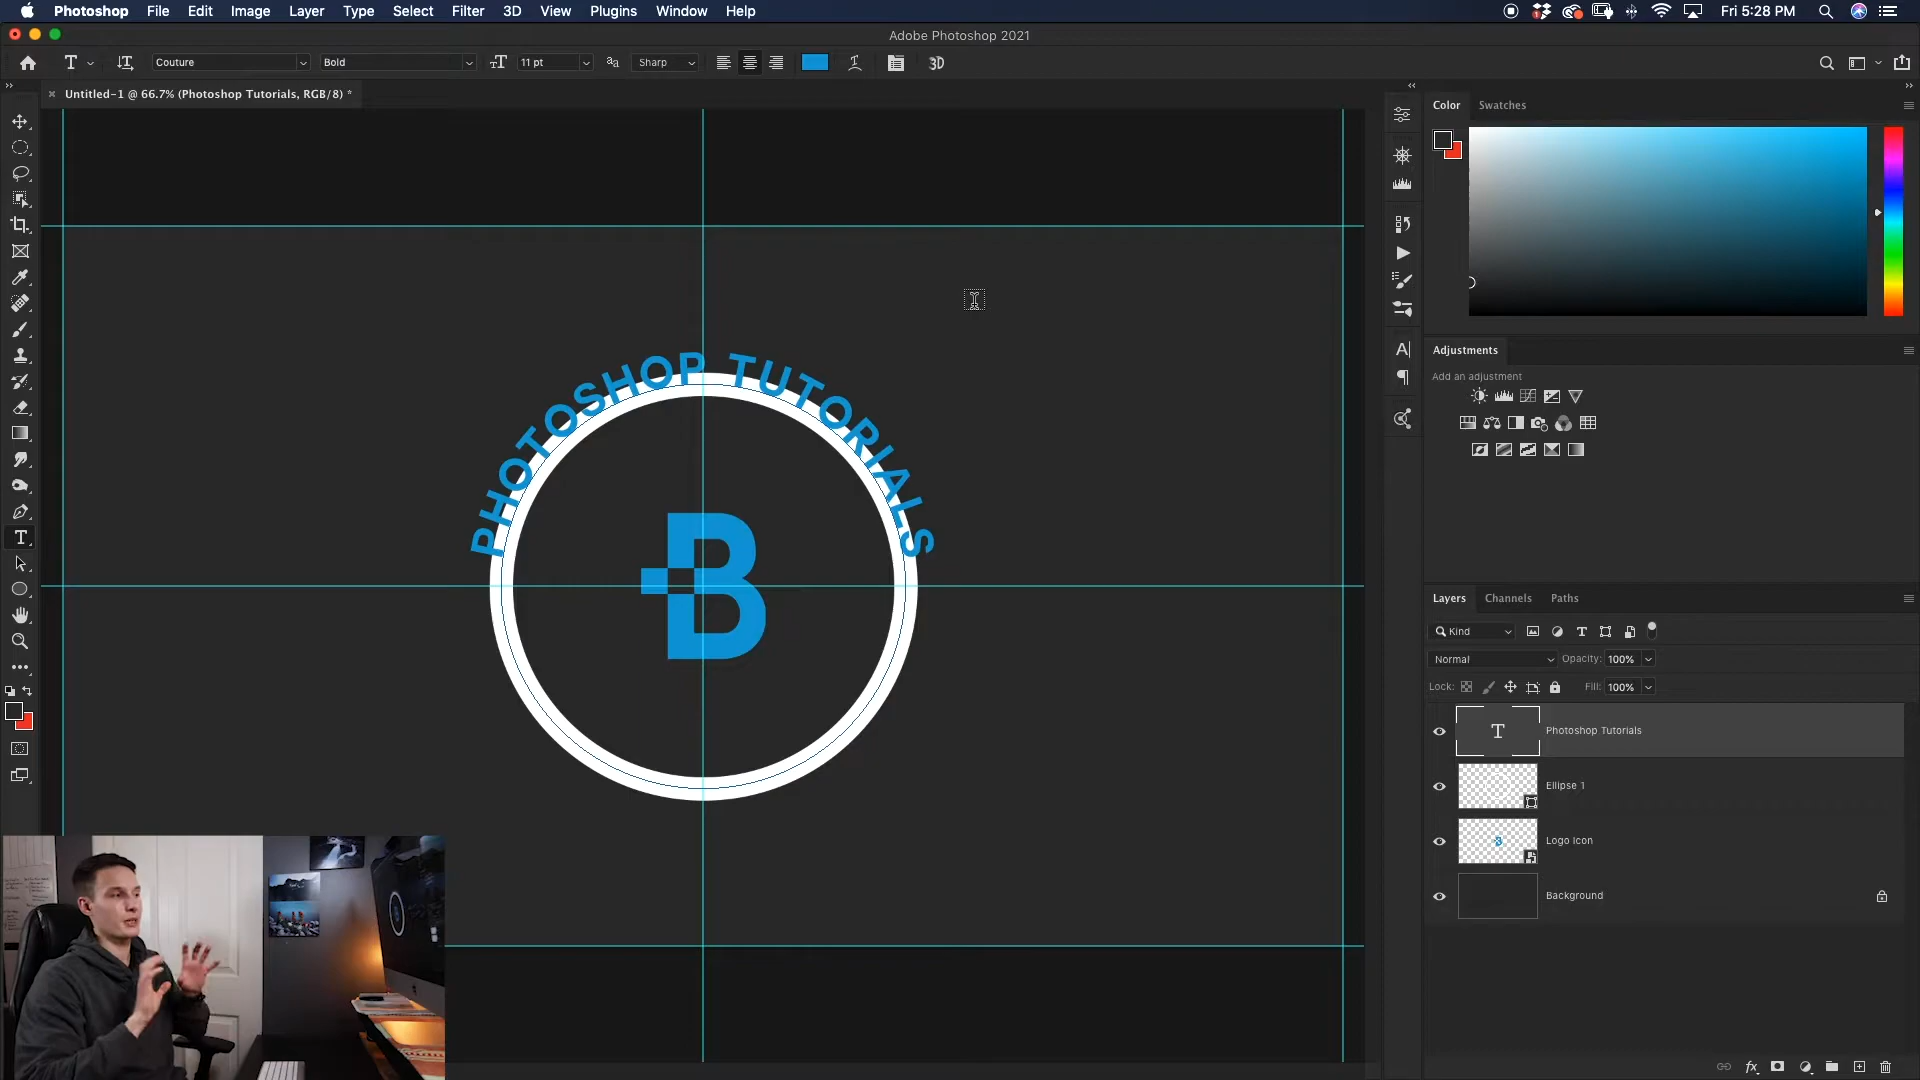 Photoshop File Edit Image Layer Type Select Filter 3D View Plugins Window Help Fri 5:28 PM
Adobe Photoshop 2021
T Couture Bold 11 pt Sharp 3D
Untitled-1 @ 66.7% (Photoshop Tutorials, RGB/8) *
Color Swatches
Adjustments
Add an adjustment
PHOTOSHOP TUTORIALS
B
Layers Channels Paths
Kind
Normal Opacity: 100%
Lock: Fill: 100%
T Photoshop Tutorials
Ellipse 1
Logo Icon
Background
fx